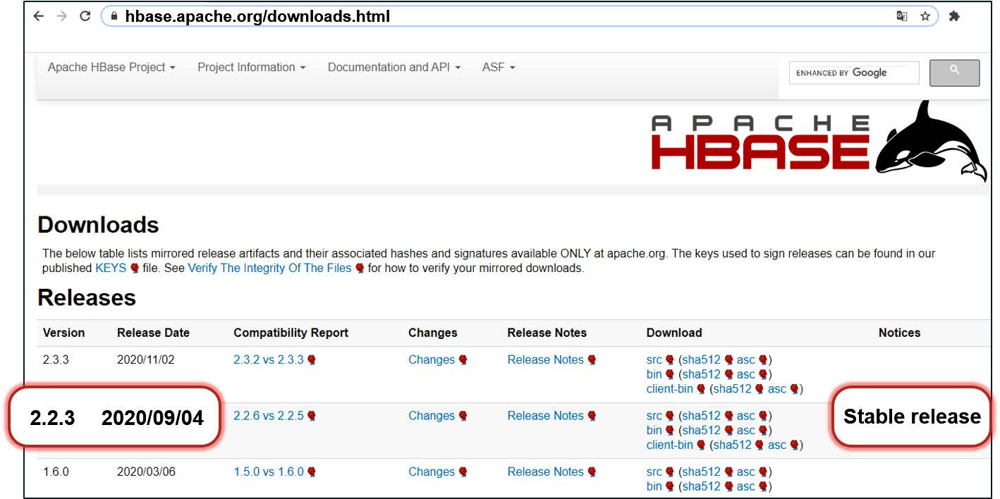 hbase.apache.org/downloads.html
Apache HBase Project Project Information Documentation and API ASF ENHANCED BY Google
APACHE
HBASE
Downloads
The below table lists mirrored release artifacts and their associated hashes and signatures available ONLY at apache.org. The keys used to sign releases can be found in our
published KEYS file. See Verify The Integrity Of The Files for how to verify your mirrored downloads.
Releases
Version Release Date Compatibility Report Changes Release Notes Download Notices
2.3.3 2020/11/02 2.3.2 vs 2.3.3 Changes Release Notes src (sha512 asc)
bin (sha512 asc)
client-bin (sha512 asc)
2.2.3 2020/09/04 2.2.6 vs 2.2.5 Changes Release Notes src (sha512 asc) Stable release
bin (sha512 asc)
client-bin (sha512 asc)
1.6.0 2020/03/06 1.5.0 vs 1.6.0 Changes Release Notes src (sha512 asc)
bin (sha512 asc)